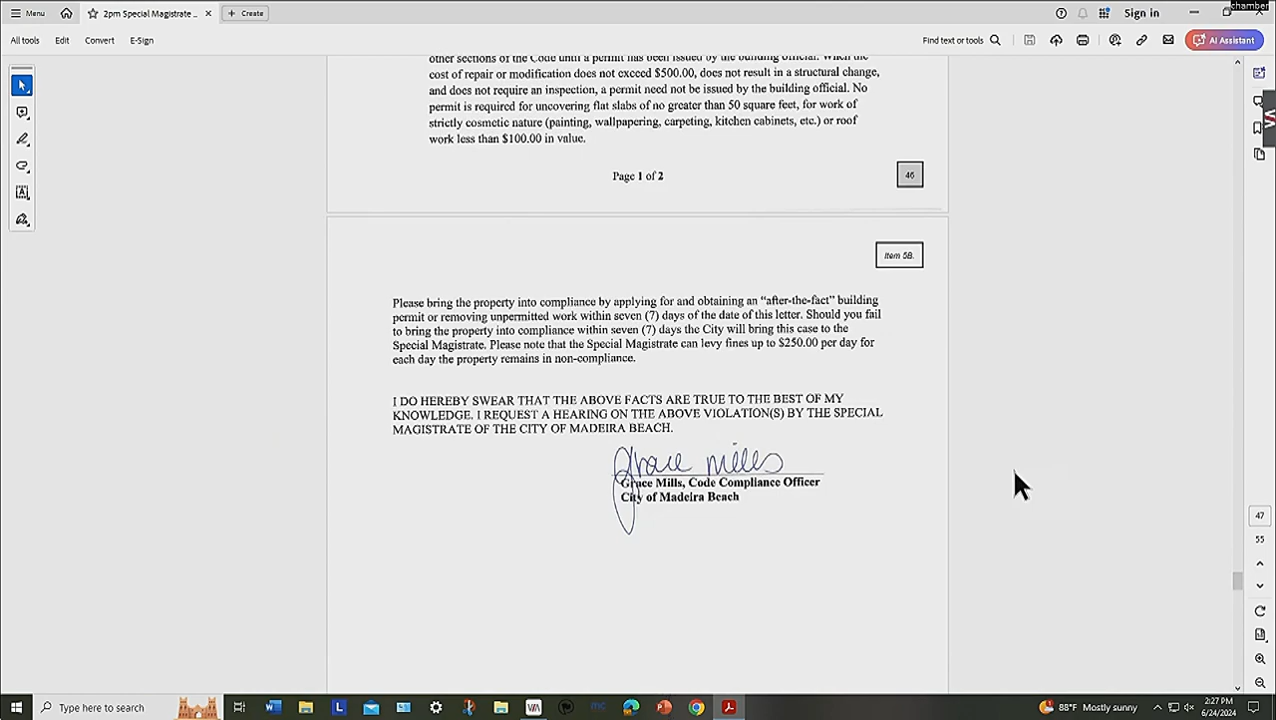 chamber
Menu
2pm Special Magistrate ...
Create
Sign in
All tools
Edit
Convert
E-Sign
Find text or tools
AI Assistant
other sections of the Code until a permit has been issued by the building official. When the
cost of repair or modification does not exceed $500.00, does not result in a structural change,
and does not require an inspection, a permit need not be issued by the building official. No
permit is required for uncovering flat slabs of no greater than 50 square feet, for work of
strictly cosmetic nature (painting, wallpapering, carpeting, kitchen cabinets, etc.) or roof
work less than $100.00 in value.
Page 1 of 2
46
Item 5B.
Please bring the property into compliance by applying for and obtaining an “after-the-fact” building
permit or removing unpermitted work within seven (7) days of the date of this letter. Should you fail
to bring the property into compliance within seven (7) days the City will bring this case to the
Special Magistrate. Please note that the Special Magistrate can levy fines up to $250.00 per day for
each day the property remains in non-compliance.
I DO HEREBY SWEAR THAT THE ABOVE FACTS ARE TRUE TO THE BEST OF MY
KNOWLEDGE. I REQUEST A HEARING ON THE ABOVE VIOLATION(S) BY THE SPECIAL
MAGISTRATE OF THE CITY OF MADEIRA BEACH.
Grace Mills
Grace Mills, Code Compliance Officer
City of Madeira Beach
47
55
Type here to search
88°F Mostly sunny
2:27 PM
6/24/2024